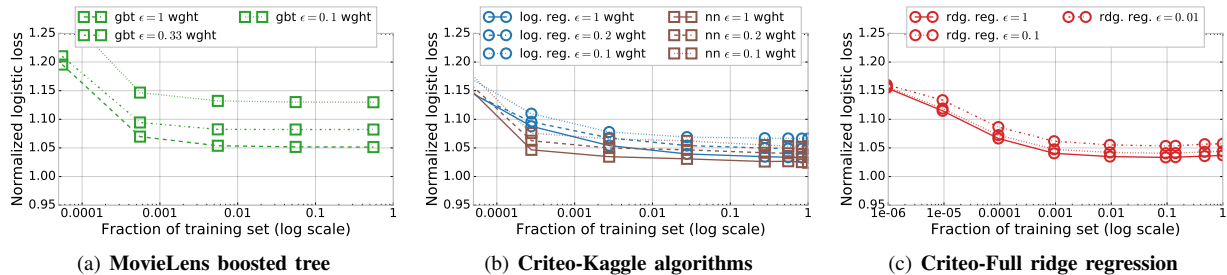 gbt ϵ = 1 wght
gbt ϵ = 0.33 wght
gbt ϵ = 0.1 wght
Normalized logistic loss
1.25
1.20
1.15
1.10
1.05
1.00
0.95
0.0001 0.001 0.01 0.1 1
Fraction of training set (log scale)
(a) MovieLens boosted tree
log. reg. ϵ = 1 wght
log. reg. ϵ = 0.2 wght
log. reg. ϵ = 0.1 wght
nn ϵ = 1 wght
nn ϵ = 0.2 wght
nn ϵ = 0.1 wght
Normalized logistic loss
1.25
1.20
1.15
1.10
1.05
1.00
0.95
0.0001 0.001 0.01 0.1 1
Fraction of training set (log scale)
(b) Criteo-Kaggle algorithms
rdg. reg. ϵ = 1
rdg. reg. ϵ = 0.1
rdg. reg. ϵ = 0.01
Normalized logistic loss
1.25
1.20
1.15
1.10
1.05
1.00
0.95
1e-06 1e-05 0.0001 0.001 0.01 0.1 1
Fraction of training set (log scale)
(c) Criteo-Full ridge regression